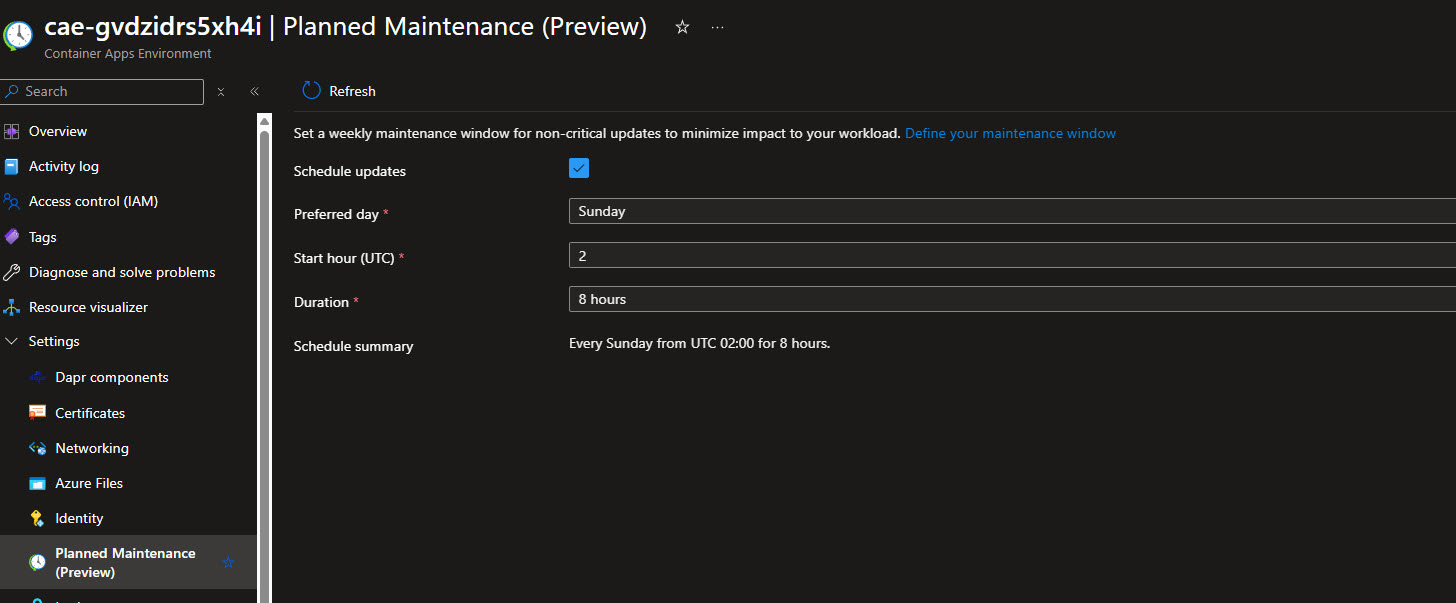 cae-gvdzidrs5xh4i | Planned Maintenance (Preview)
Container Apps Environment
Search
Refresh
Overview
Activity log
Access control (IAM)
Tags
Diagnose and solve problems
Resource visualizer
Settings
Dapr components
Certificates
Networking
Azure Files
Identity
Planned Maintenance
(Preview)
Set a weekly maintenance window for non-critical updates to minimize impact to your workload. Define your maintenance window
Schedule updates
Preferred day *
Sunday
Start hour (UTC) *
2
Duration *
8 hours
Schedule summary
Every Sunday from UTC 02:00 for 8 hours.